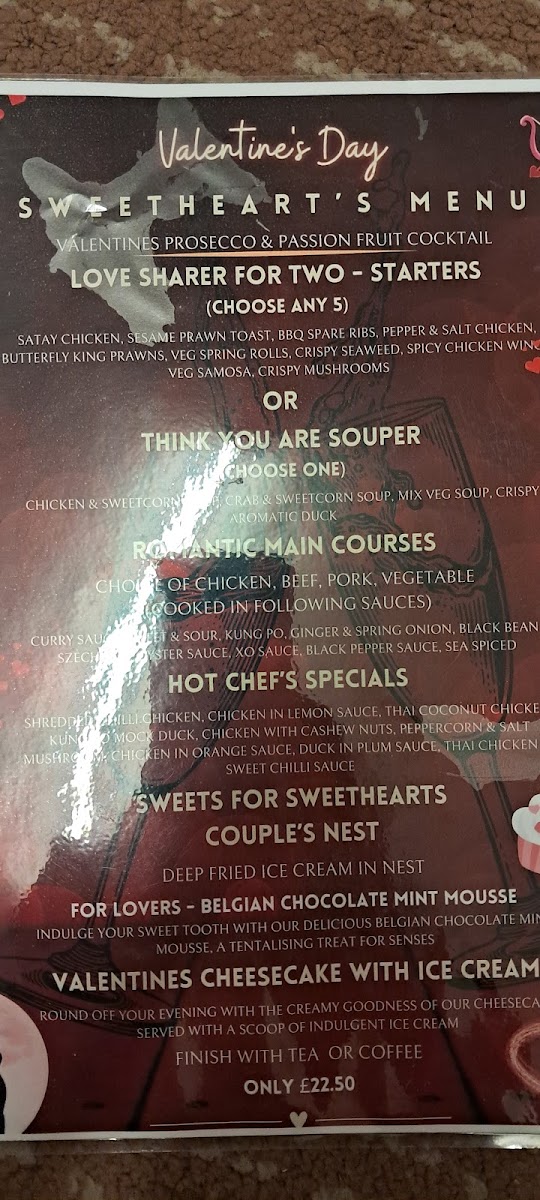 Valentine's Day
SWEETHEART'S MENU
VALENTINES PROSECCO & PASSION FRUIT COCKTAIL
LOVE SHARER FOR TWO - STARTERS
(CHOOSE ANY 5)
SATAY CHICKEN, SESAME PRAWN TOAST, BBQ SPARE RIBS, PEPPER & SALT CHICKEN,
BUTTERFLY KING PRAWNS, VEG SPRING ROLLS, CRISPY SEAWEED, SPICY CHICKEN
VEG SAMOSA, CRISPY MUSHROOMS
OR
THINK YOU ARE SOUPER
(CHOOSE ONE)
CHICKEN & SWEETCORN CRAB & SWEETCORN SOUP, MIX VEG SOUP, CRISPY
AROMATIC DUCK
ROMANTIC MAIN COURSES
CHOICE OF CHICKEN, BEEF, PORK, VEGETABLE
(COOKED IN FOLLOWING SAUCES)
CURRY & SOUR, KUNG PO, GINGER & SPRING ONION, BLACK BEAN
OYSTER SAUCE, XO SAUCE, BLACK PEPPER SAUCE, SEA SPICED
HOT CHEF'S SPECIALS
SHREDDED CHILLI CHICKEN, CHICKEN IN LEMON SAUCE, THAI COCONUT
MOCK DUCK, CHICKEN WITH CASHEW NUTS, PEPPERCORN & SALT
CHICKEN IN ORANGE SAUCE, DUCK IN PLUM SAUCE, THAI CHICKEN
SWEET CHILLI SAUCE
SWEETS FOR SWEETHEARTS
COUPLE'S NEST
DEEP FRIED ICE CREAM IN NEST
FOR LOVERS - BELGIAN CHOCOLATE MINT MOUSSE
INDULGE YOUR SWEET TOOTH WITH OUR DELICIOUS BELGIAN CHOCOLATE
MOUSSE, A TENTALISING TREAT FOR SENSES
VALENTINES CHEESECAKE WITH ICE CREAM
ROUND OFF YOUR EVENING WITH THE CREAMY GOODNESS OF OUR
SERVED WITH A SCOOP OF INDULGENT ICE CREAM
FINISH WITH TEA OR COFFEE
ONLY £22.50